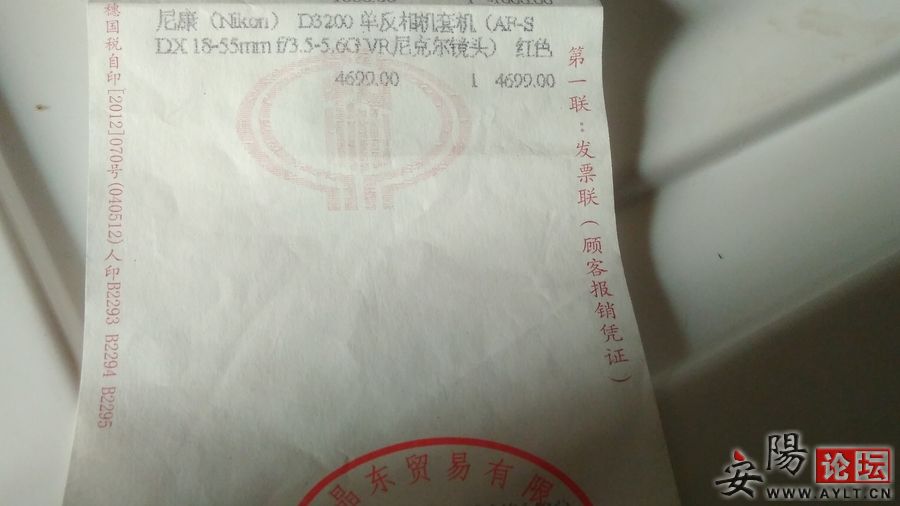 尼康（Nikon） D3200 单反相机套机（AF-S
DX 18-55mm f/3.5-5.6G VR尼克尔镜头） 红色
4699.00 1 4699.00
穗国税自印[2012]070号(040512)人印B2293 B2294 B2295
第一联：发票联（顾客报销凭证）
晶东贸易有限
安陽论坛
WWW.AYLT.CN